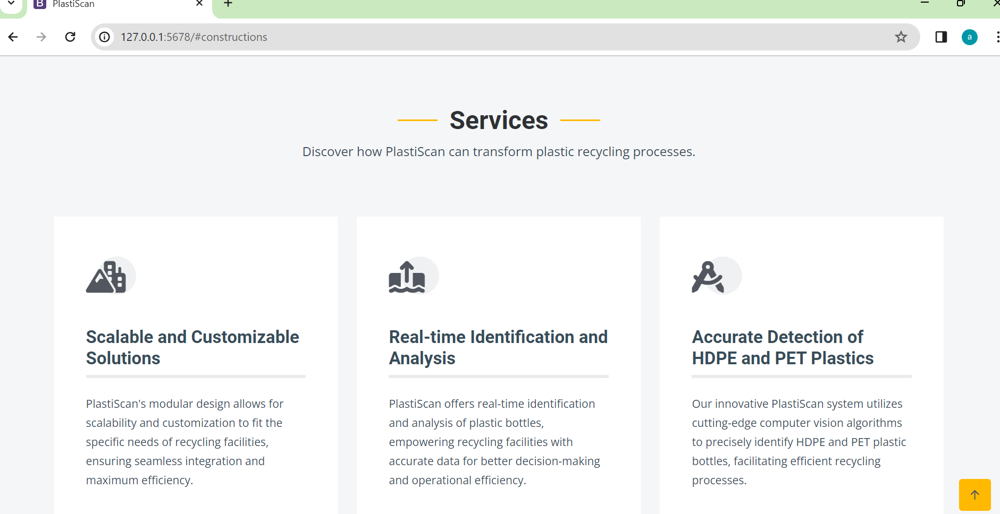 B PlastiScan
127.0.0.1:5678/#constructions
a
Services
Discover how PlastiScan can transform plastic recycling processes.
Scalable and Customizable
Solutions
PlastiScan's modular design allows for
scalability and customization to fit the
specific needs of recycling facilities,
ensuring seamless integration and
maximum efficiency.
Real-time Identification and
Analysis
PlastiScan offers real-time identification
and analysis of plastic bottles,
empowering recycling facilities with
accurate data for better decision-making
and operational efficiency.
Accurate Detection of
HDPE and PET Plastics
Our innovative PlastiScan system utilizes
cutting-edge computer vision algorithms
to precisely identify HDPE and PET plastic
bottles, facilitating efficient recycling
processes.